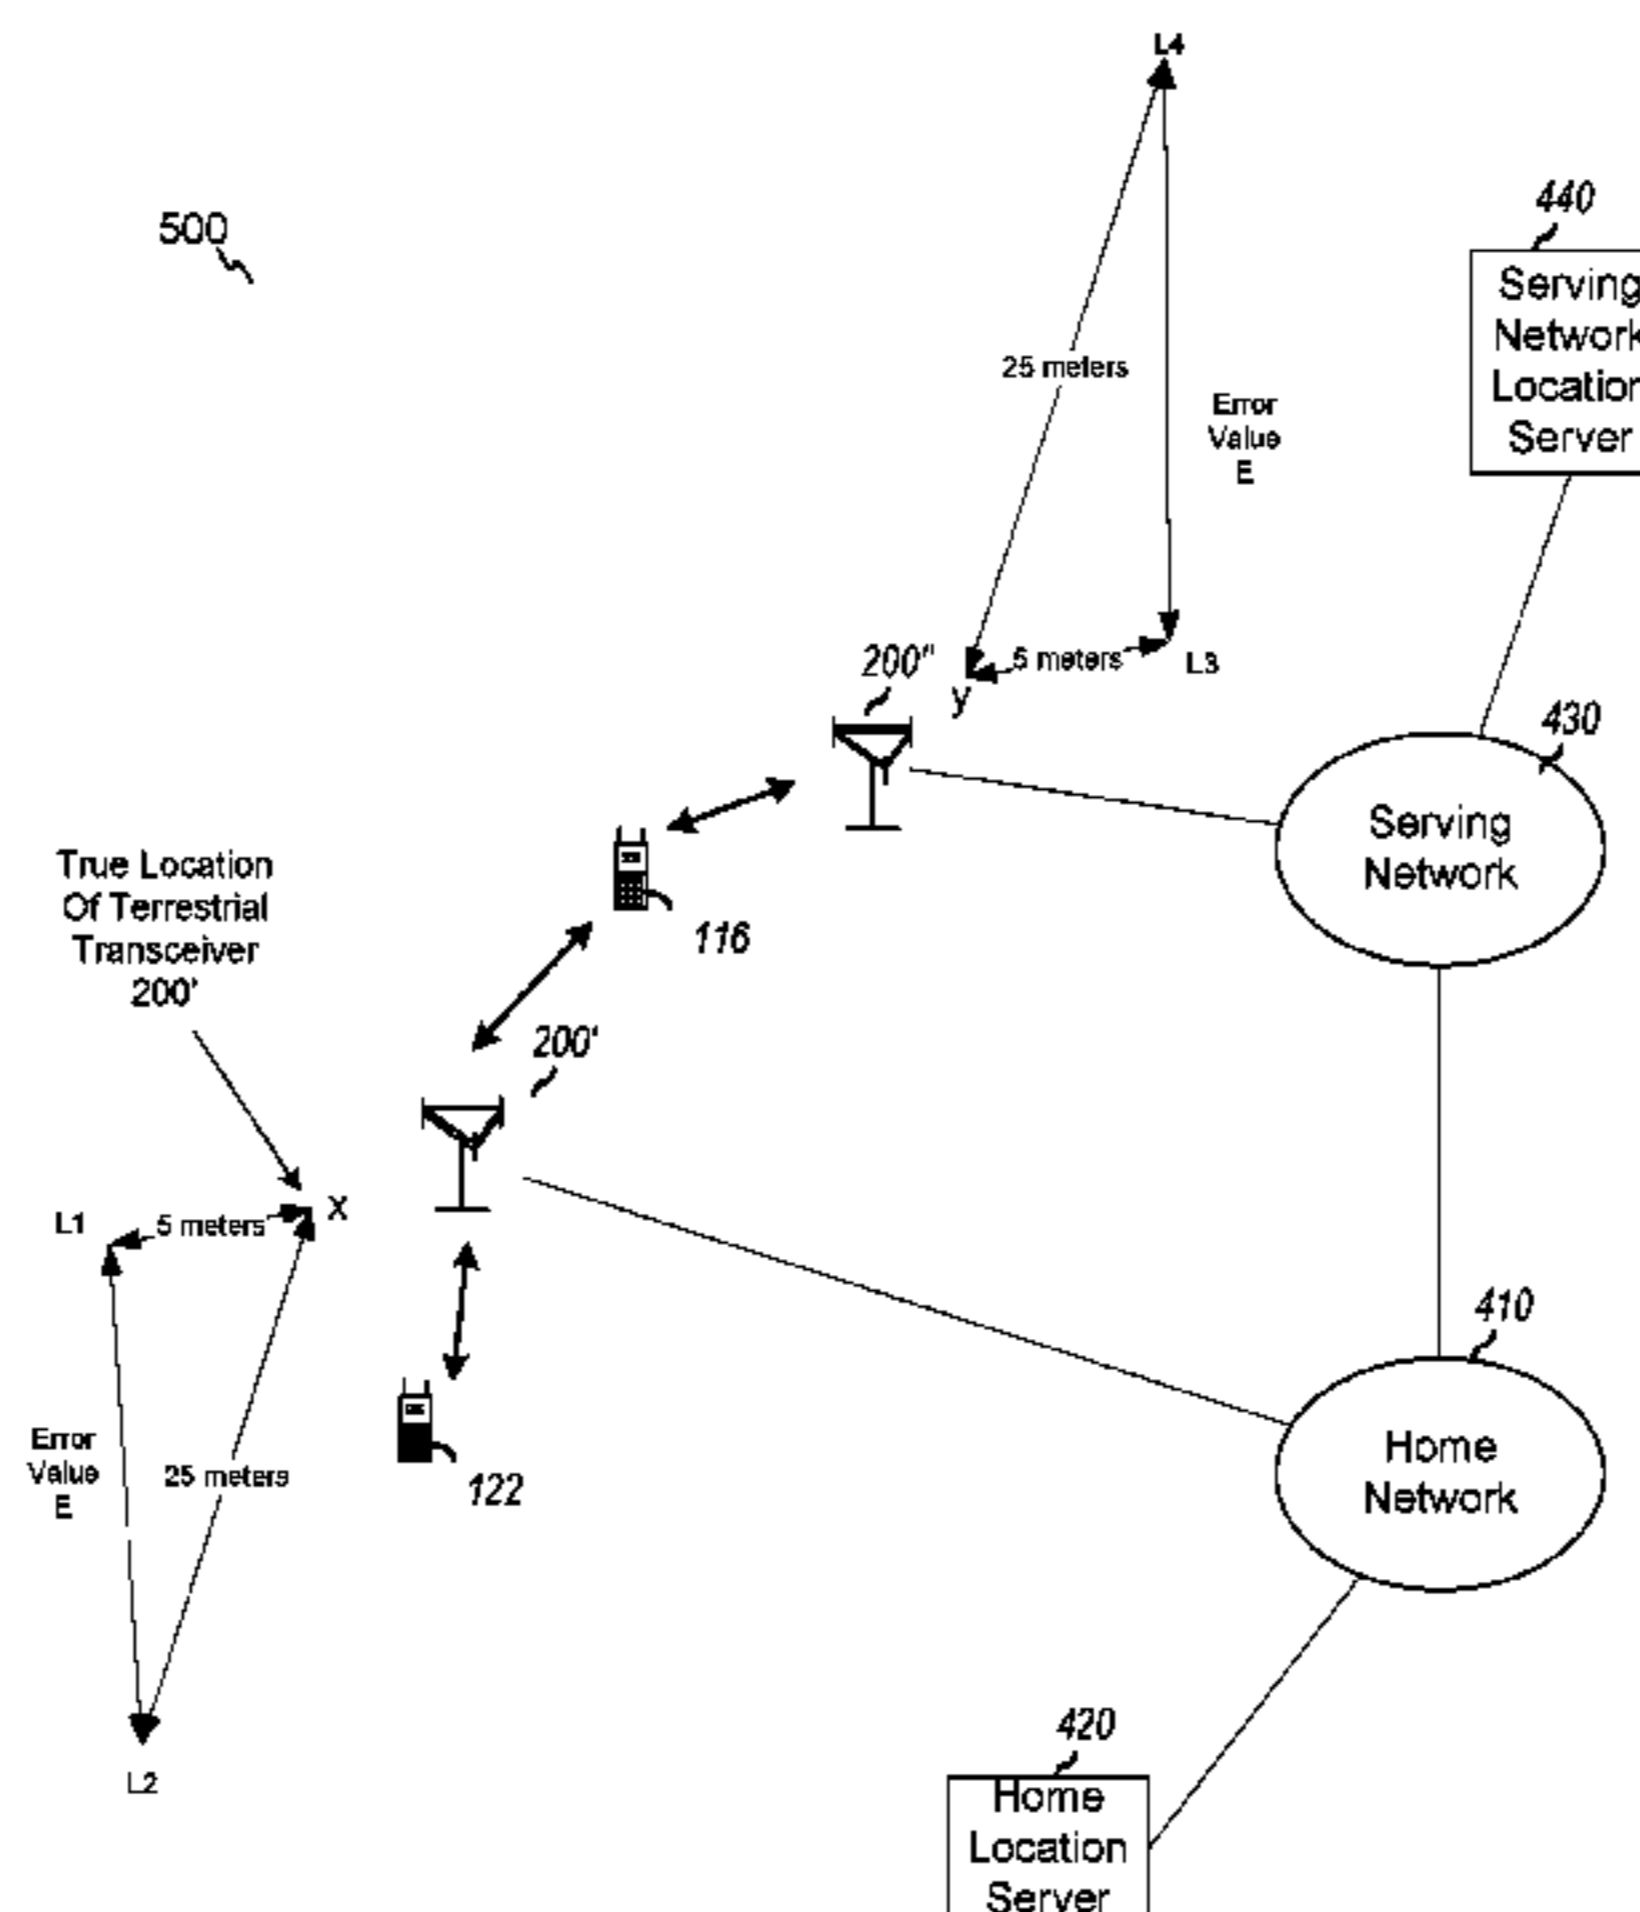 L4
500
440
Serving
Network
Location
Server
25 meters
Error
Value
E
200"
5 meters
L3
y
430
Serving
Network
True Location
Of Terrestrial
Transceiver
200'
116
200'
L1
5 meters
X
410
Home
Network
Error
Value
E
25 meters
122
420
L2
Home
Location
Server